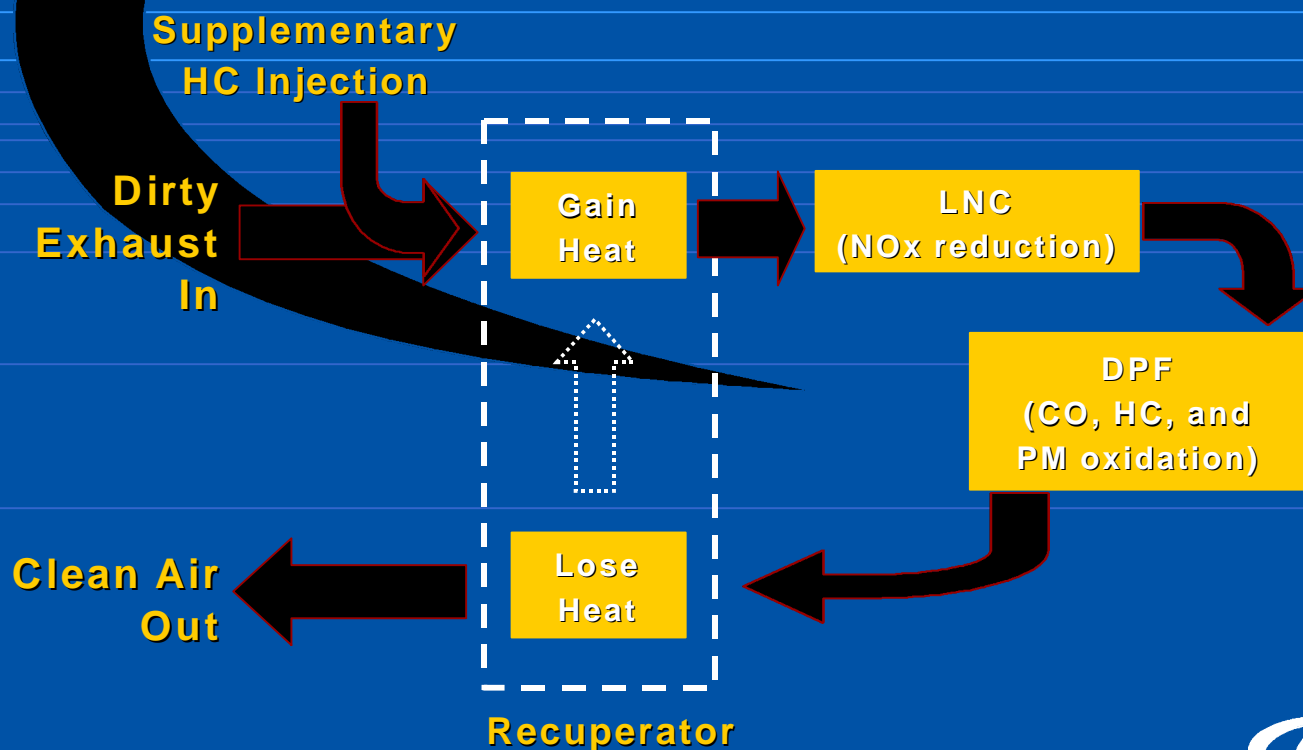 Supplementary
HC Injection
Dirty
Exhaust
In
Gain
Heat
LNC
(NOx reduction)
DPF
(CO, HC, and
PM oxidation)
Lose
Heat
Clean Air
Out
Recuperator